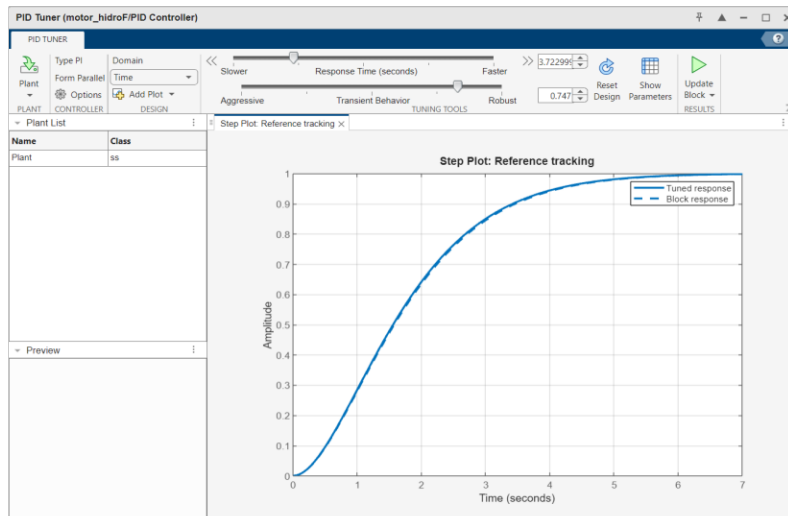 PID Tuner (motor_hidroF/PID Controller)
PID TUNER
Plant
PLANT
Type PI
Form Parallel
Options
CONTROLLER
Domain
Time
Add Plot
DESIGN
Slower Response Time (seconds) Faster
3.722999
Aggressive Transient Behavior Robust
0.747
TUNING TOOLS
Reset
Design
Show
Parameters
Update
Block
RESULTS
Plant List
Name Class
Plant ss
Preview
Step Plot: Reference tracking
Step Plot: Reference tracking
Tuned response
Block response
Amplitude
1
0.9
0.8
0.7
0.6
0.5
0.4
0.3
0.2
0.1
0
0 1 2 3 4 5 6 7
Time (seconds)